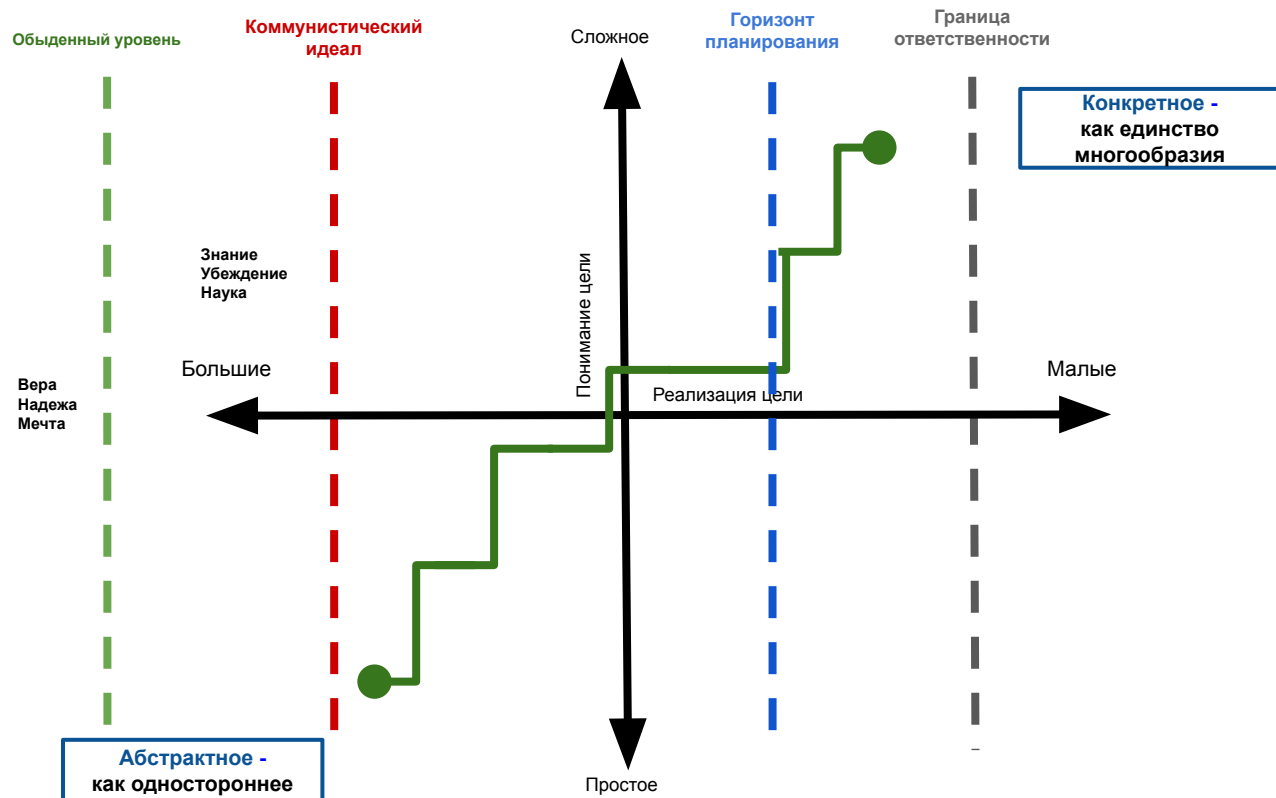 Обыденный уровень
Коммунистический
идеал
Сложное
Горизонт
планирования
Граница
ответственности
Конкретное -
как единство
многообразия
Знание
Убеждение
Наука
Понимание цели
Большие
Малые
Вера
Надежа
Мечта
Реализация цели
Абстрактное -
как одностороннее
Простое